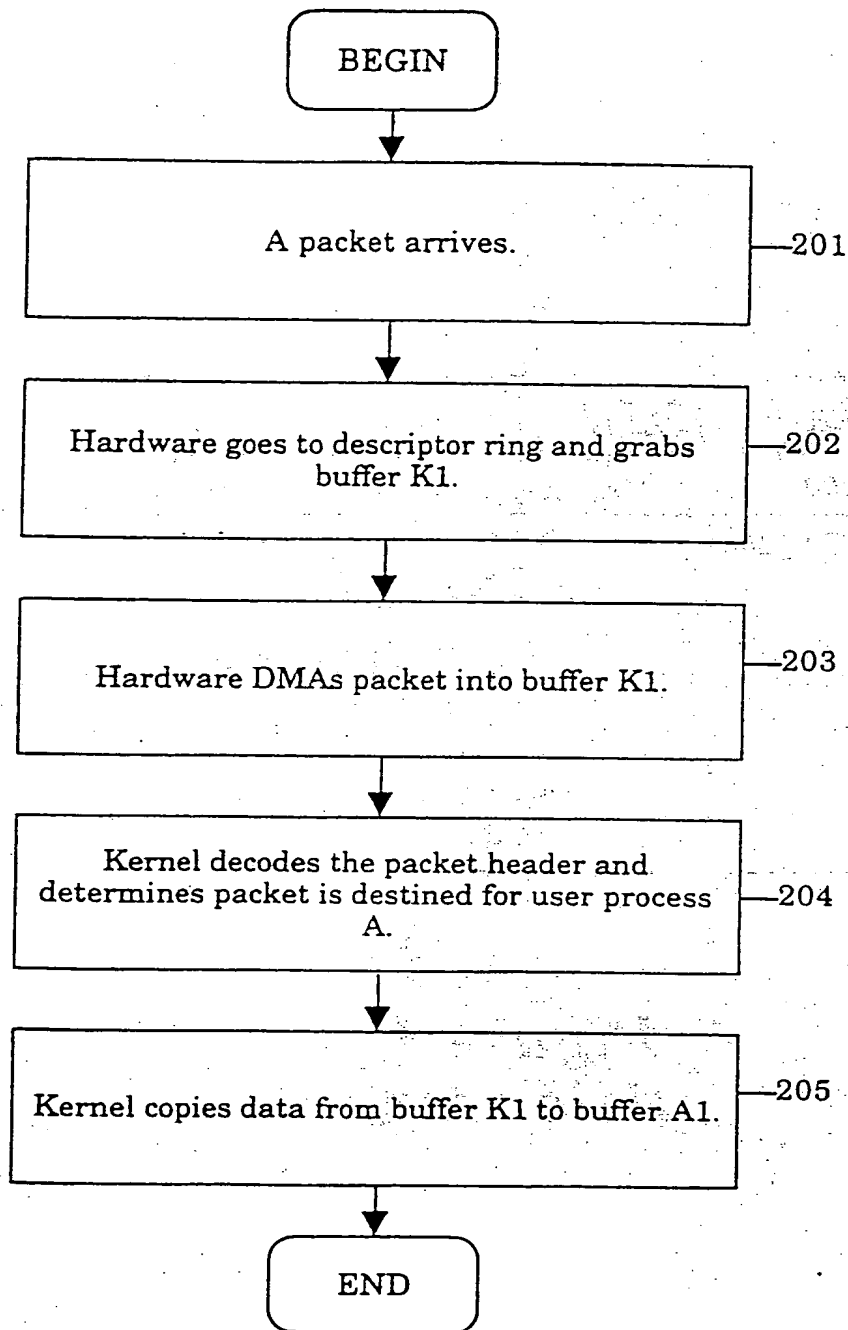 BEGIN
A packet arrives.
201
Hardware goes to descriptor ring and grabs
buffer K1.
202
Hardware DMAs packet into buffer K1.
203
Kernel decodes the packet header and
determines packet is destined for user process
A.
204
Kernel copies data from buffer K1 to buffer A1.
205
END